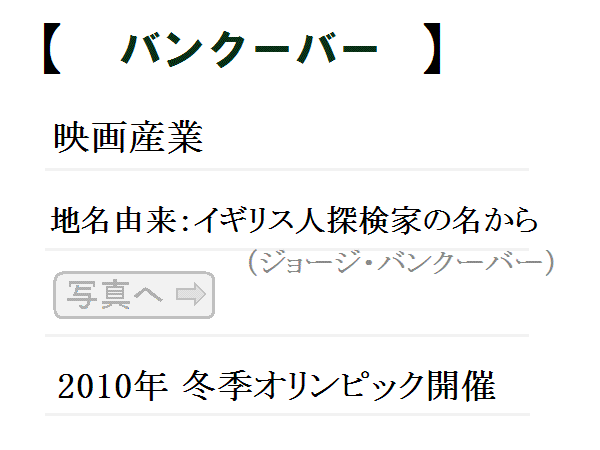 【 バンクーバー 】
映画産業
地名由来：イギリス人探検家の名から
（ジョージ・バンクーバー）
写真へ ⇒
2010年 冬季オリンピック開催